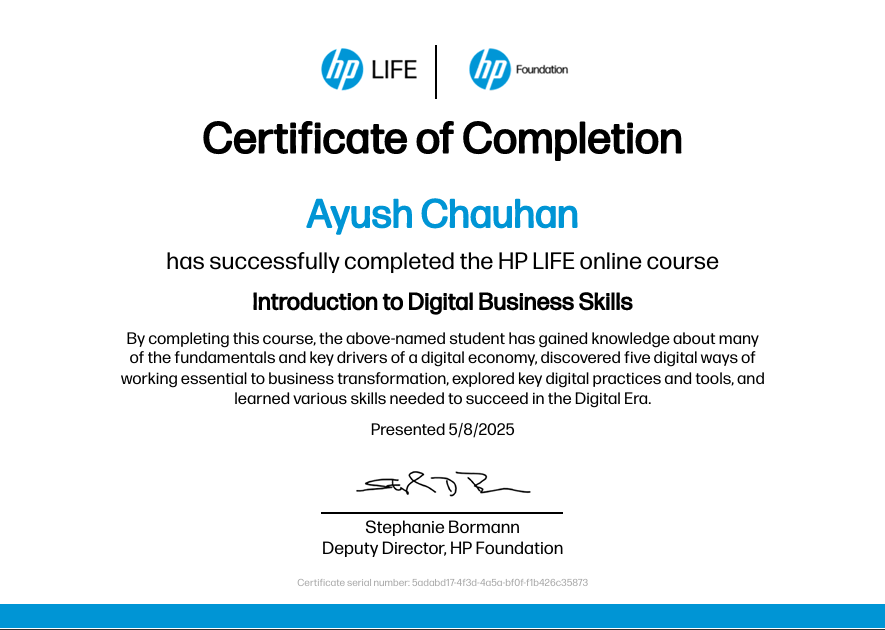 hp LIFE hp Foundation
Certificate of Completion
Ayush Chauhan
has successfully completed the HP LIFE online course
Introduction to Digital Business Skills
By completing this course, the above-named student has gained knowledge about many
of the fundamentals and key drivers of a digital economy, discovered five digital ways of
working essential to business transformation, explored key digital practices and tools, and
learned various skills needed to succeed in the Digital Era.
Presented 5/8/2025
Stephanie Bormann
Deputy Director, HP Foundation
Certificate serial number: 5adabd17-4f3d-4a5a-bf0f-f1b426c35873